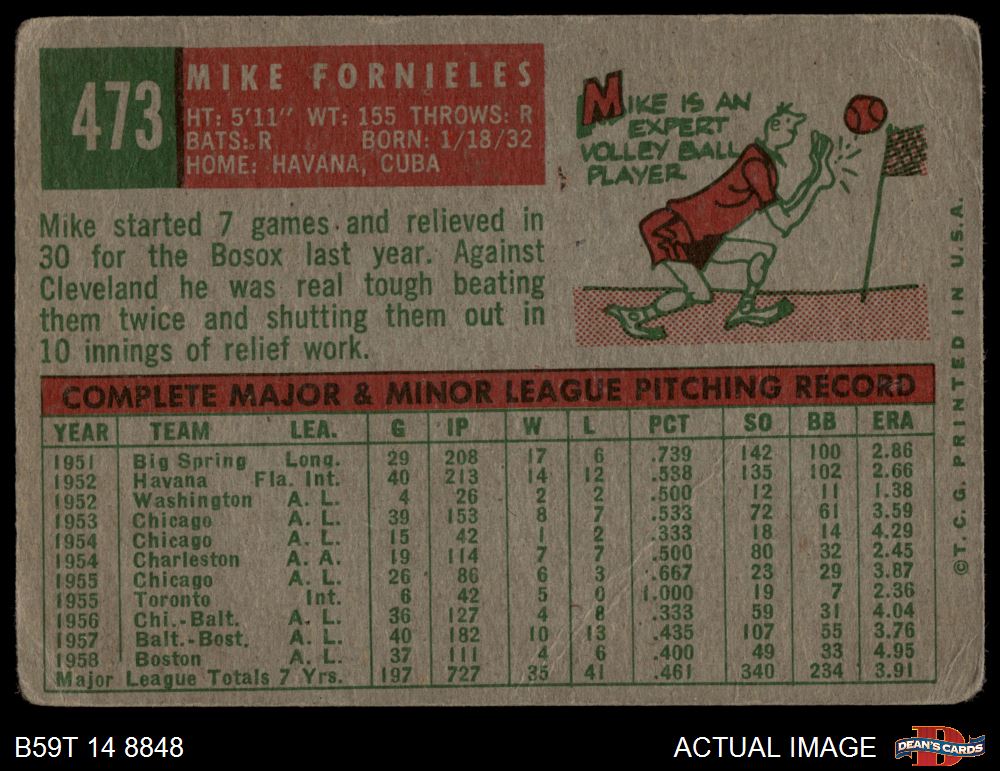 473
MIKE FORNIELES
HT: 5'11" WT: 155 THROWS: R
BATS: R BORN: 1/18/32
HOME: HAVANA, CUBA
MIKE IS AN
EXPERT
VOLLEY BALL
PLAYER
Mike started 7 games and relieved in
30 for the Bosox last year. Against
Cleveland he was real tough beating
them twice and shutting them out in
10 innings of relief work.
COMPLETE MAJOR & MINOR LEAGUE PITCHING RECORD
YEAR TEAM LEA. G IP W L PCT SO BB ERA
1951 Big Spring Long. 29 208 17 6 .739 142 100 2.86
1952 Havana Fla. Int. 40 213 14 12 .538 135 102 2.66
1952 Washington A. L. 4 26 2 2 .500 12 11 1.38
1953 Chicago A. L. 39 153 8 7 .533 72 61 3.59
1954 Chicago A. L. 15 42 1 2 .333 18 14 4.29
1954 Charleston A. A. 19 114 7 7 .500 80 32 2.45
1955 Chicago A. L. 26 86 6 3 .667 23 29 3.87
1955 Toronto Int. 6 42 5 0 1.000 19 7 2.36
1956 Chi.-Balt. A. L. 36 127 4 8 .333 59 31 4.04
1957 Balt.-Bost. A. L. 40 182 10 13 .435 107 55 3.76
1958 Boston A. L. 37 111 4 6 .400 49 33 4.95
Major League Totals 7 Yrs. 197 727 35 41 .461 340 234 3.91
©T. C. G. PRINTED IN U.S.A.
B59T 14 8848
ACTUAL IMAGE
DEAN'S CARDS